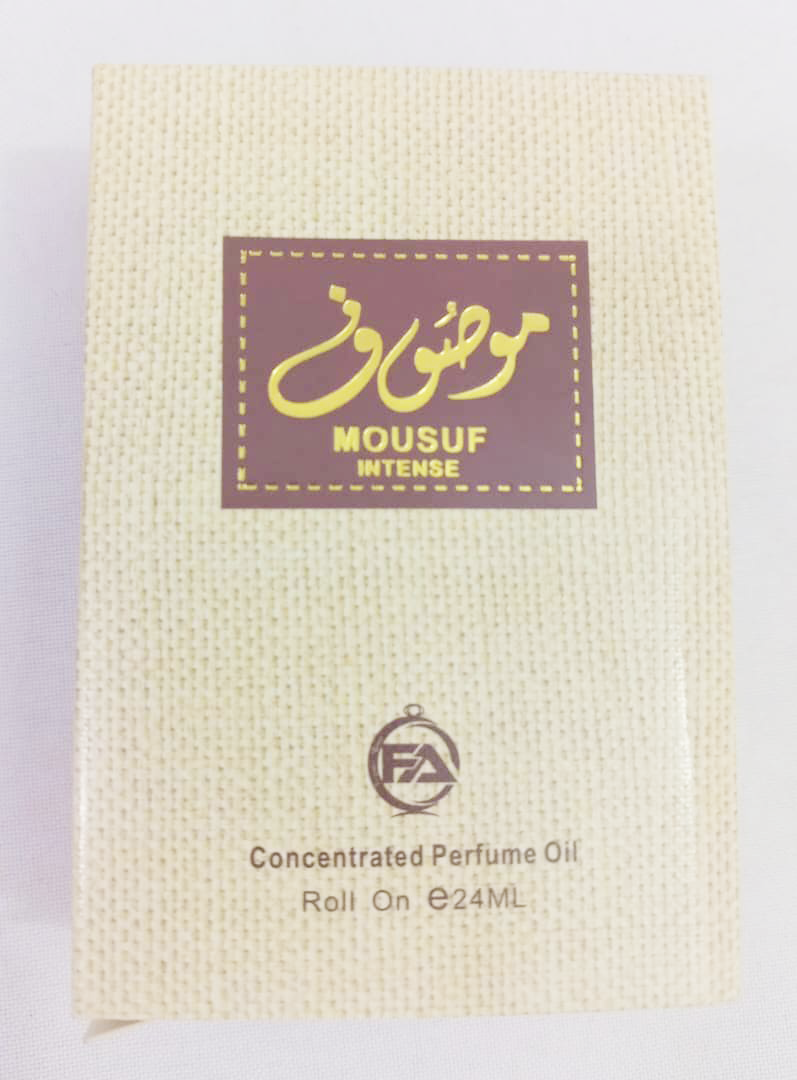 موصوف
MOUSUF
INTENSE
FA
Concentrated Perfume Oil
Roll On e24ML